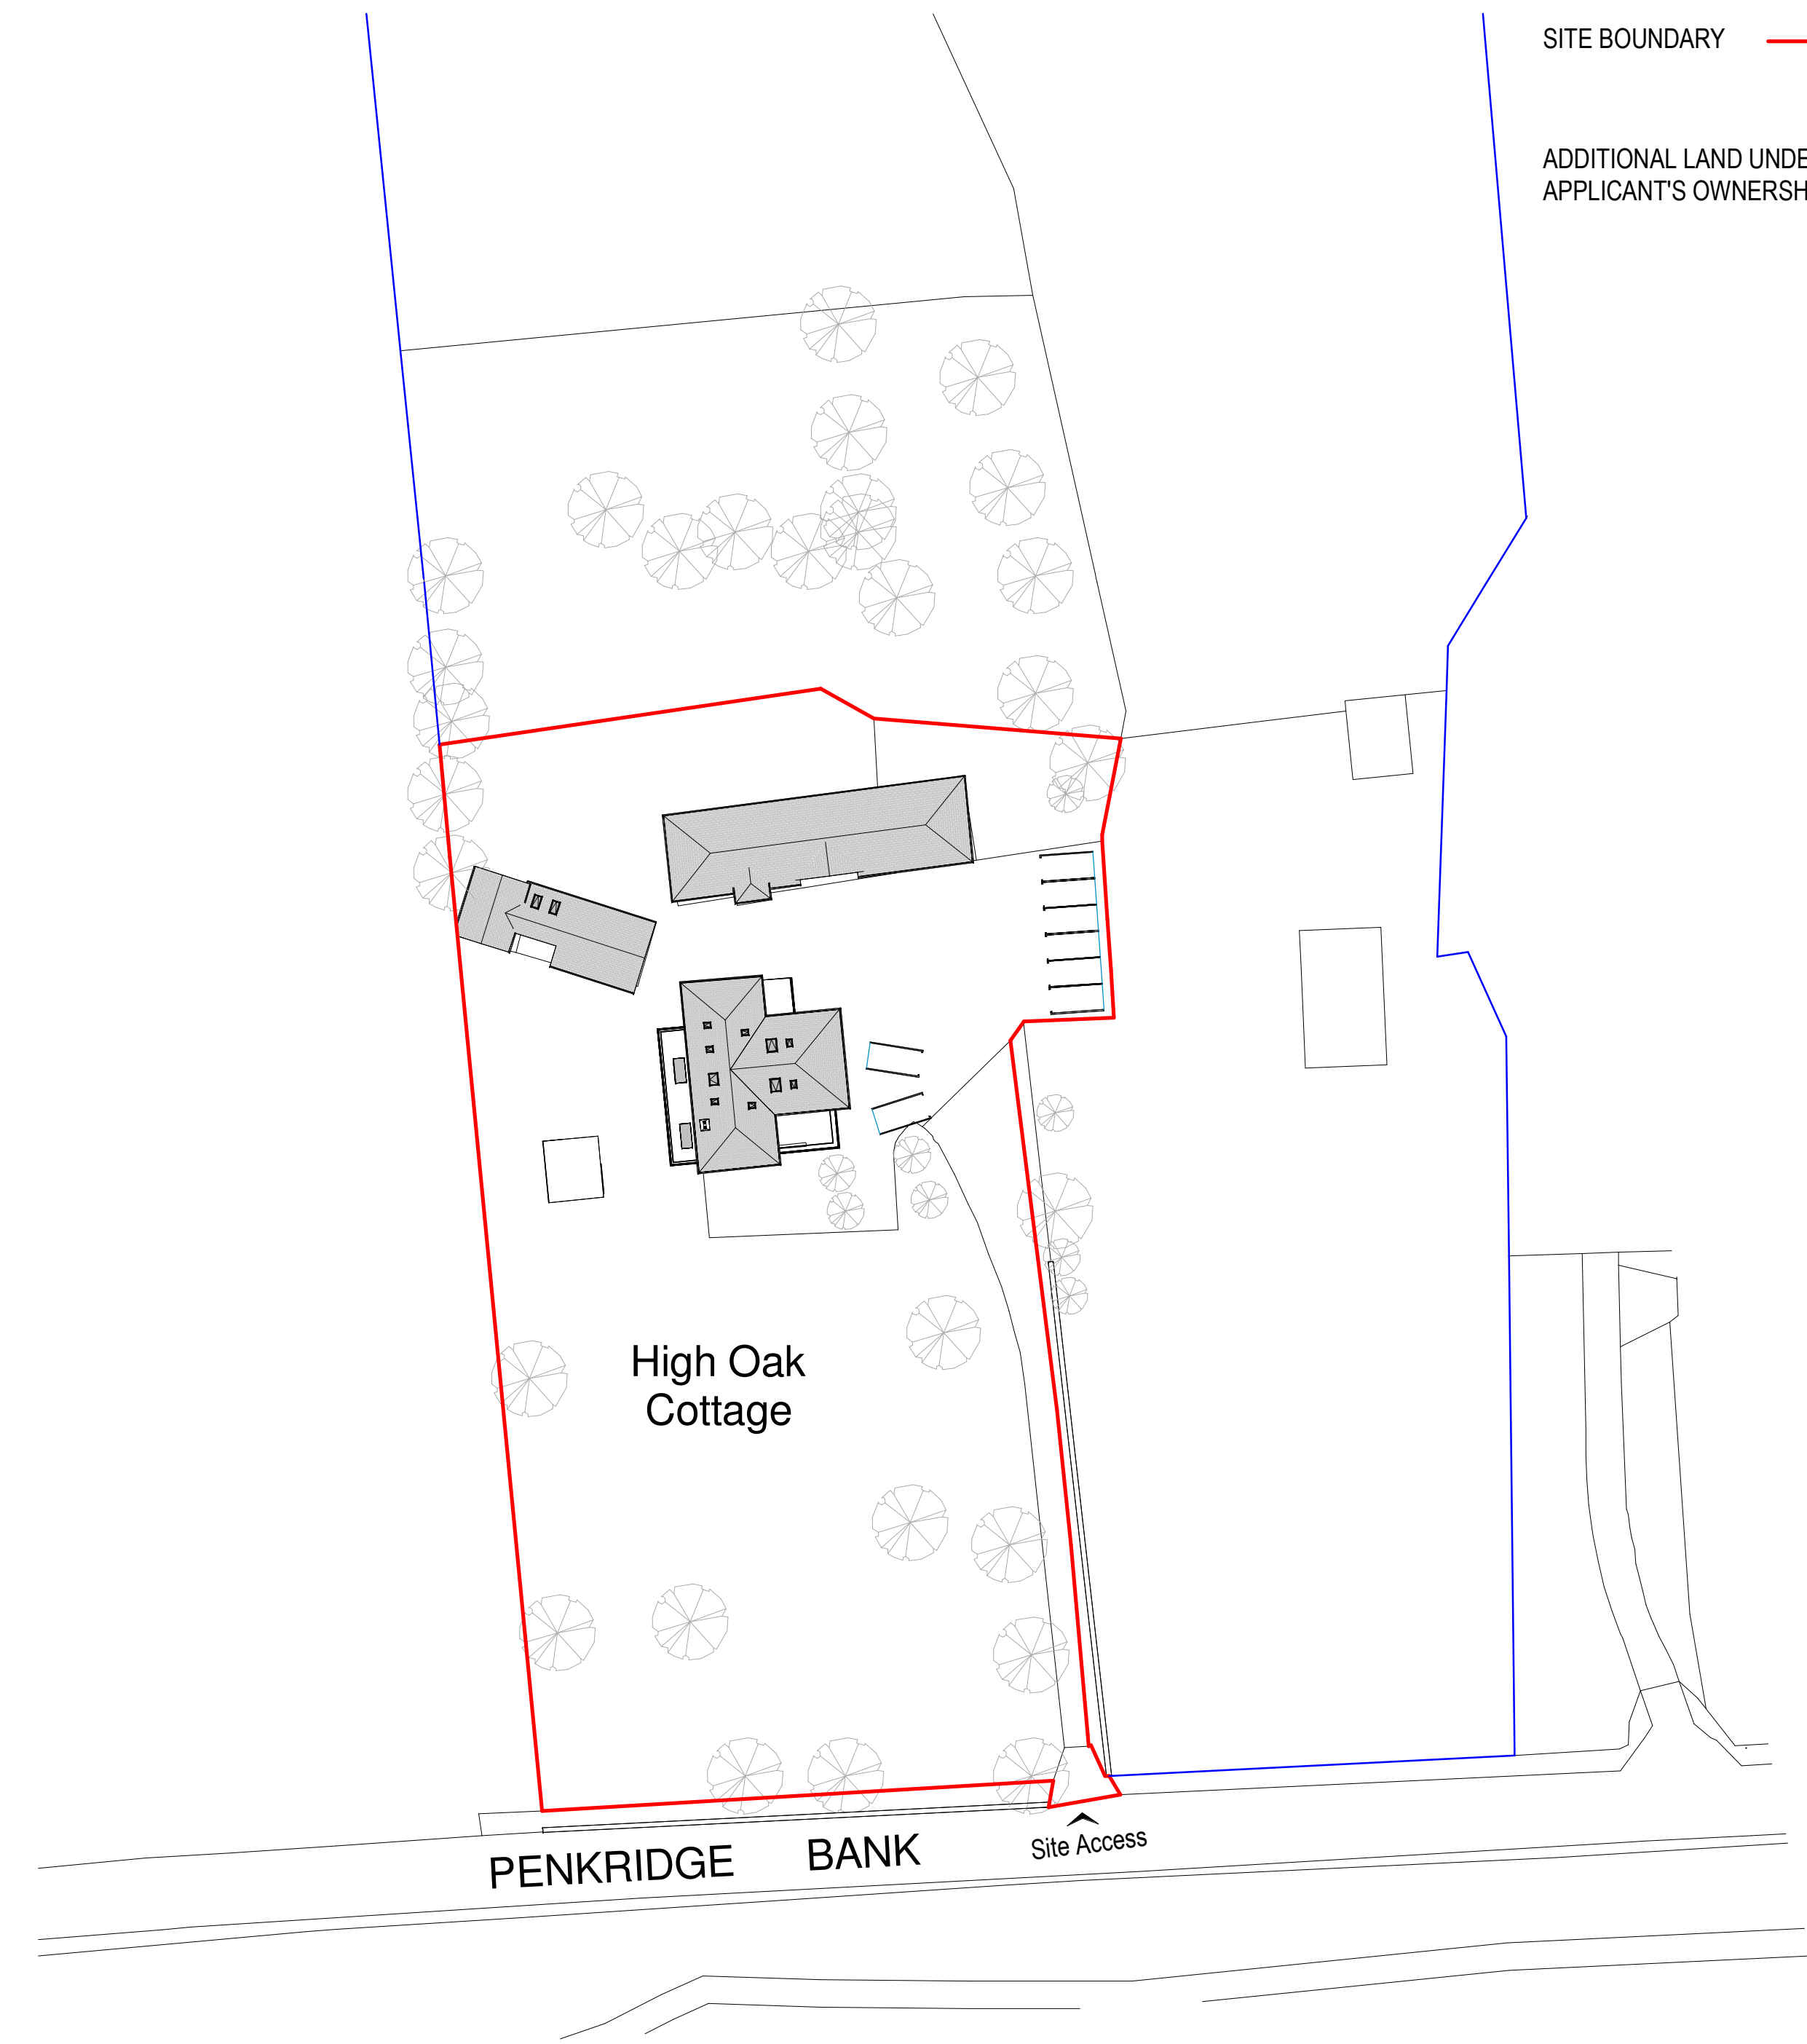 SITE BOUNDARY
ADDITIONAL LAND UNDE
APPLICANT'S OWNERSH
High Oak
Cottage
PENKRIDGE BANK
Site Access